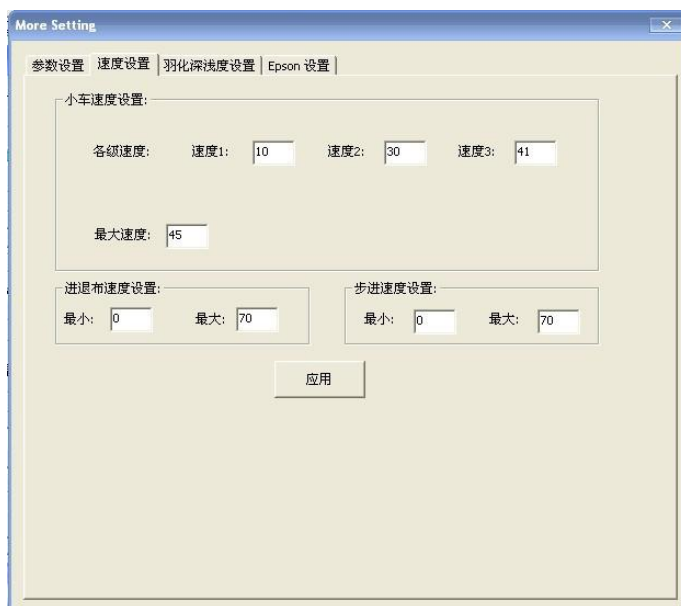 More Setting
参数设置 速度设置 羽化深浅度设置 Epson 设置
小车速度设置:
各级速度: 速度1: 10 速度2: 30 速度3: 41
最大速度: 45
进退布速度设置: 步进速度设置:
最小: 0 最大: 70 最小: 0 最大: 70
应用